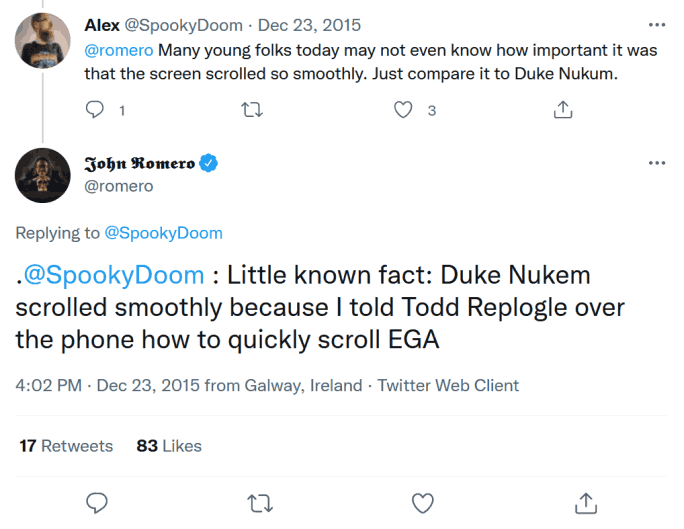 Alex @SpookyDoom · Dec 23, 2015
@romero Many young folks today may not even know how important it was
that the screen scrolled so smoothly. Just compare it to Duke Nukum.
1 3
John Romero
@romero
Replying to @SpookyDoom
.@SpookyDoom : Little known fact: Duke Nukem
scrolled smoothly because I told Todd Replogle over
the phone how to quickly scroll EGA
4:02 PM · Dec 23, 2015 from Galway, Ireland · Twitter Web Client
17 Retweets 83 Likes